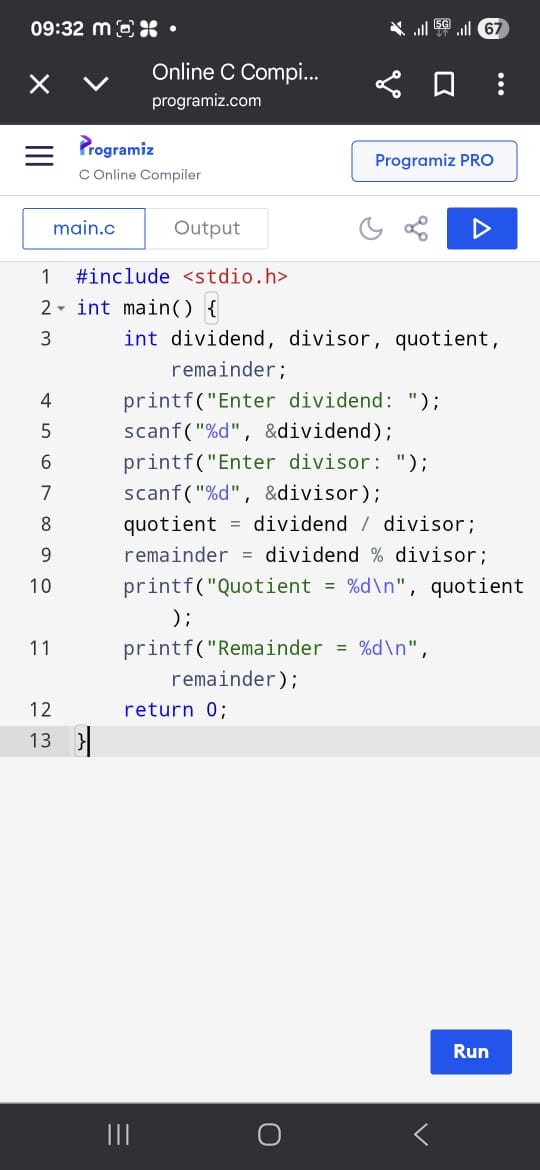 09:32
5G
67
Online C Compi...
programiz.com
Programiz
C Online Compiler
Programiz PRO
main.c
Output
1 #include <stdio.h>
2 int main() {
3 int dividend, divisor, quotient,
remainder;
4 printf("Enter dividend: ");
5 scanf("%d", &dividend);
6 printf("Enter divisor: ");
7 scanf("%d", &divisor);
8 quotient = dividend / divisor;
9 remainder = dividend % divisor;
10 printf("Quotient = %d\n", quotient
);
11 printf("Remainder = %d\n",
remainder);
12 return 0;
13 }
Run